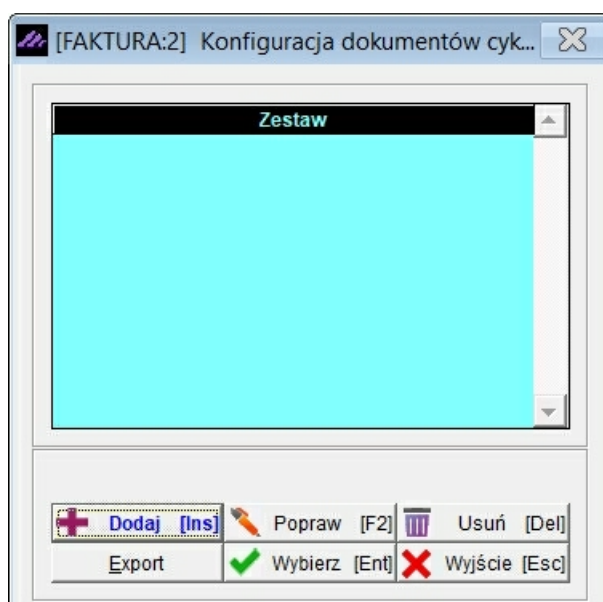 [FAKTURA:2] Konfiguracja dokumentów cyk...
Zestaw
Dodaj [Ins] Popraw [F2] Usuń [Del]
Export Wybierz [Ent] Wyjście [Esc]